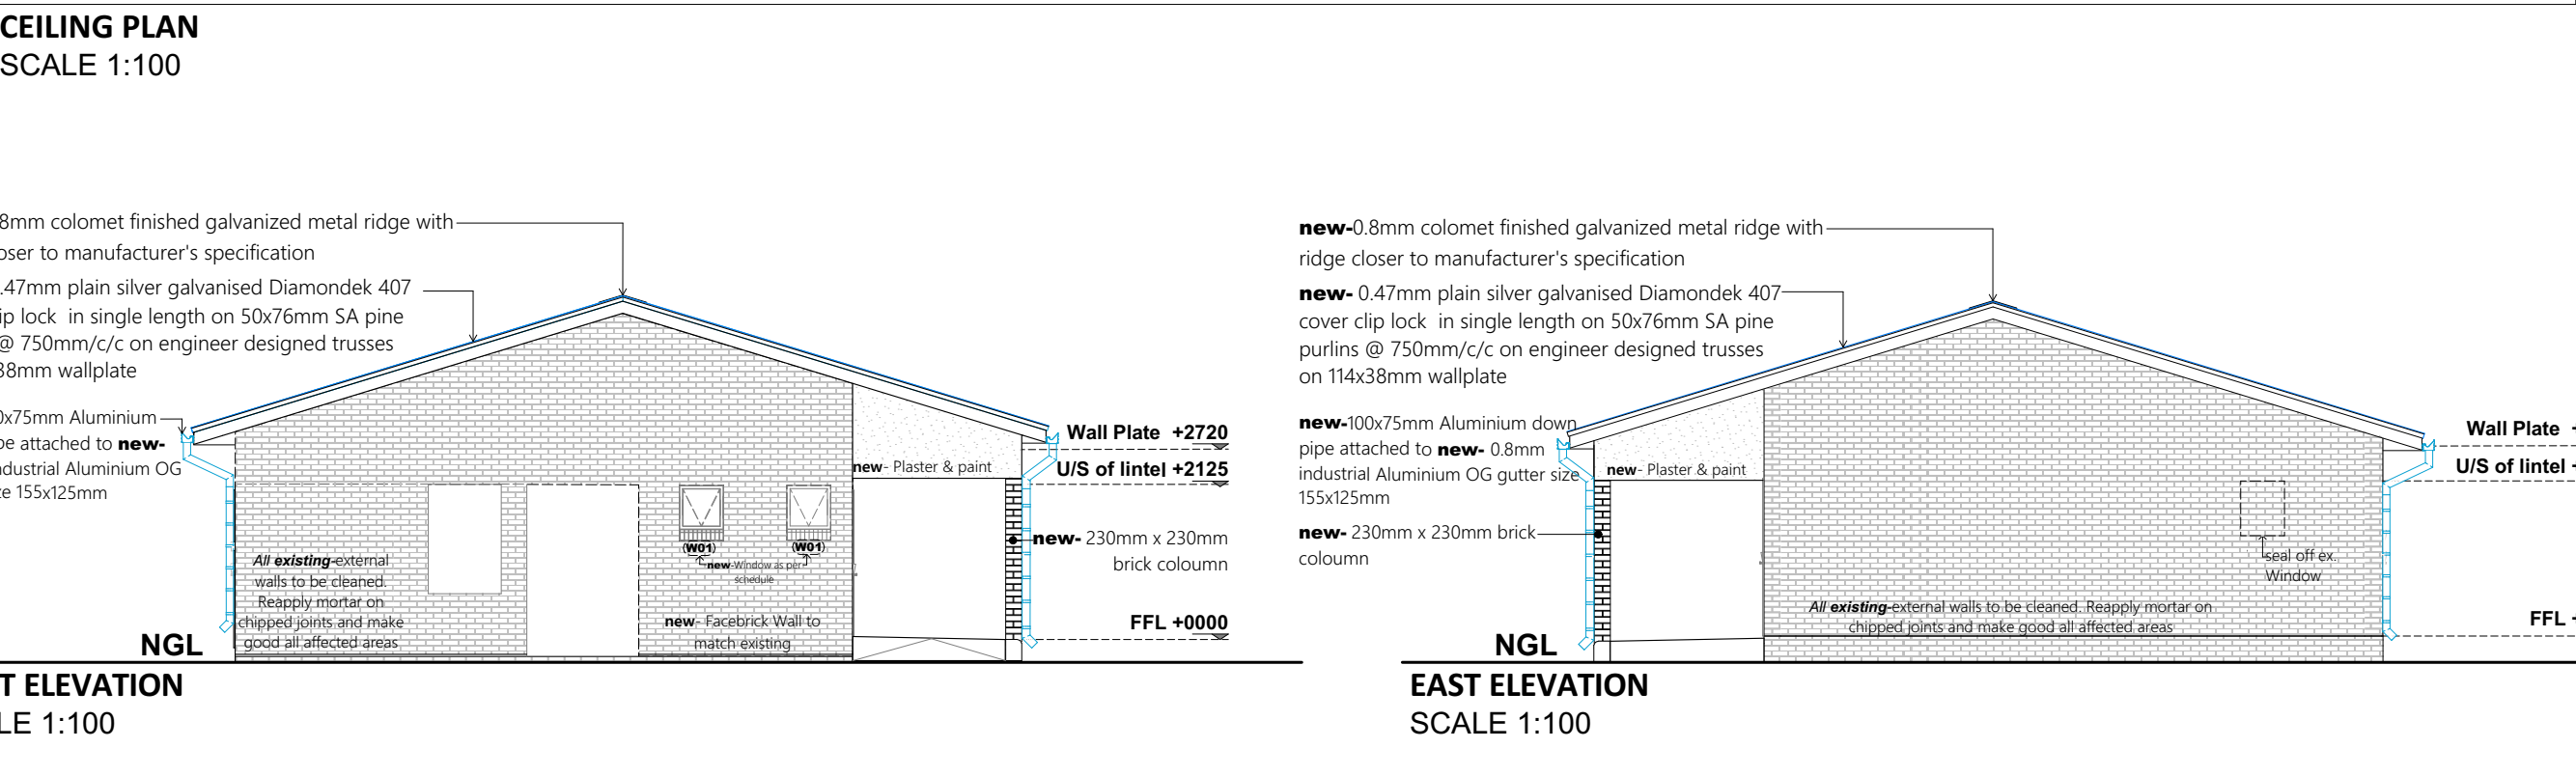 CEILING PLAN
SCALE 1:100
8mm colomet finished galvanized metal ridge with
oser to manufacturer's specification
.47mm plain silver galvanised Diamondek 407
ip lock in single length on 50x76mm SA pine
@ 750mm/c/c on engineer designed trusses
38mm wallplate
0x75mm Aluminium
pe attached to new-
ndustrial Aluminium OG
ze 155x125mm
Wall Plate +2720
U/S of lintel +2125
new- Plaster & paint
(W01)
(W01)
new-Window as per
schedule
new- 230mm x 230mm
brick coloumn
All existing-external
walls to be cleaned.
Reapply mortar on
chipped joints and make
good all affected areas
new- Facebrick Wall to
match existing
FFL +0000
NGL
T ELEVATION
LE 1:100
new-0.8mm colomet finished galvanized metal ridge with
ridge closer to manufacturer's specification
new- 0.47mm plain silver galvanised Diamondek 407
cover clip lock in single length on 50x76mm SA pine
purlins @ 750mm/c/c on engineer designed trusses
on 114x38mm wallplate
new-100x75mm Aluminium down
pipe attached to new- 0.8mm
industrial Aluminium OG gutter size
155x125mm
new- Plaster & paint
new- 230mm x 230mm brick
coloumn
Wall Plate +
U/S of lintel +
seal off ex.
Window
All existing-external walls to be cleaned. Reapply mortar on
chipped joints and make good all affected areas
FFL +
NGL
EAST ELEVATION
SCALE 1:100